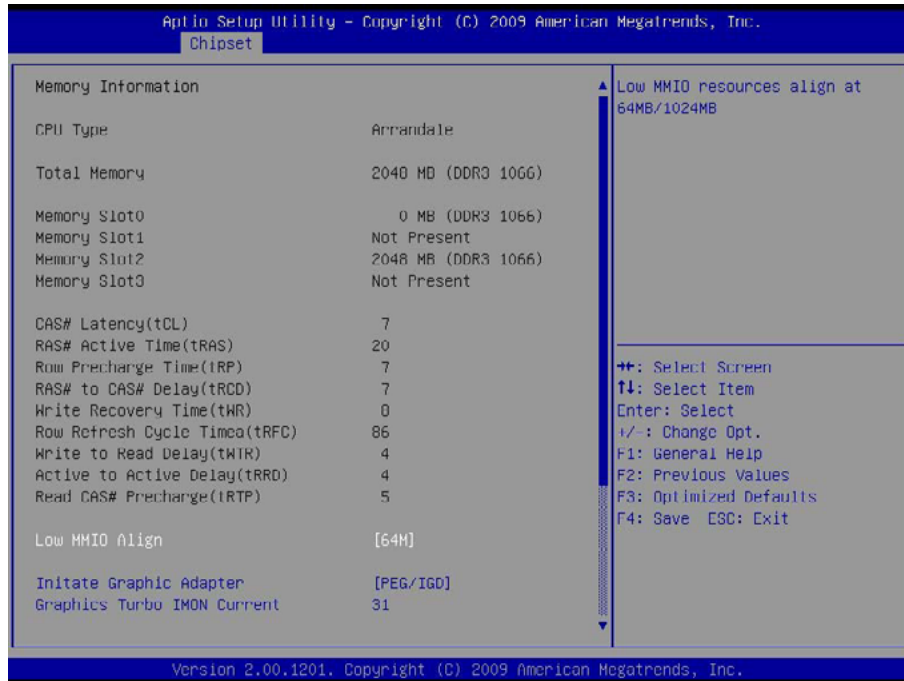 Aptio Setup Utility – Copyright (C) 2009 American Megatrends, Inc.
Chipset
Memory Information
CPU Type Arrandale
Total Memory 2048 MB (DDR3 1066)
Memory Slot0 0 MB (DDR3 1066)
Memory Slot1 Not Present
Memory Slot2 2048 MB (DDR3 1066)
Memory Slot3 Not Present
CAS# Latency(tCL) 7
RAS# Active Time(tRAS) 20
Row Precharge Time(tRP) 7
RAS# to CAS# Delay(tRCD) 7
Write Recovery Time(tWR)
Row Refresh Cycle Timea(tRFC) 86
Write to Read Delay(tWTR) 4
Active to Active Delay(tRRD) 4
Read CAS# Precharge(tRTP) 5
Low MMIO Align [64M]
Initate Graphic Adapter [PEG/IGD]
Graphics Turbo IMON Current 31
Low MMIO resources align at
64MB/1024MB
→←: Select Screen
↑↓: Select Item
Enter: Select
+/-: Change Opt.
F1: General Help
F2: Previous Values
F3: Optimized Defaults
F4: Save ESC: Exit
Version 2.00.1201. Copyright (C) 2009 American Megatrends, Inc.